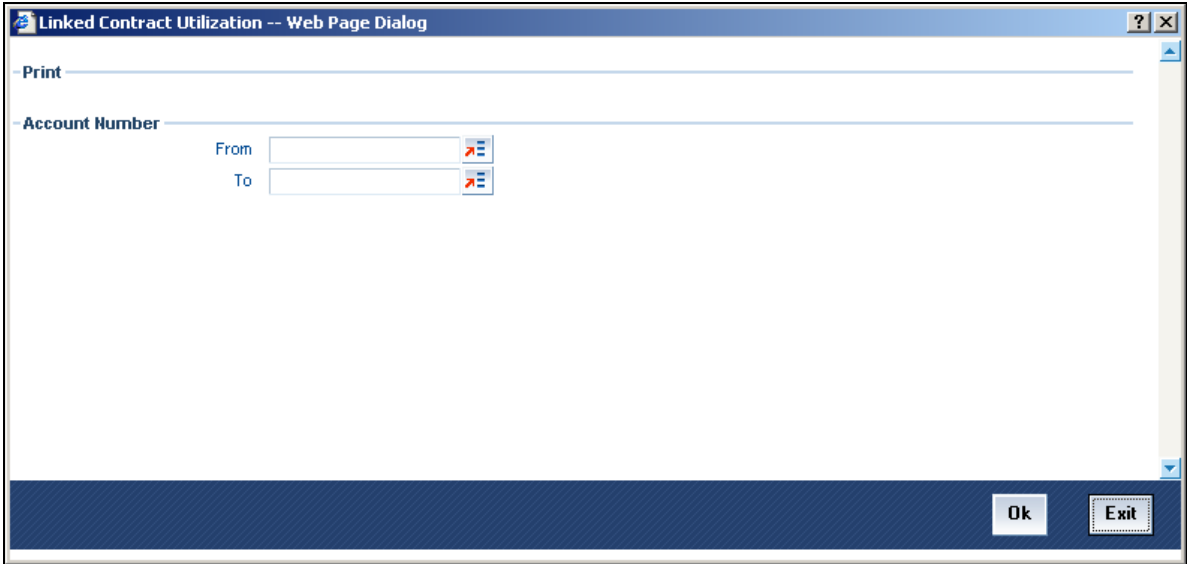 Linked Contract Utilization -- Web Page Dialog
Print
Account Number
From
To
Ok Exit